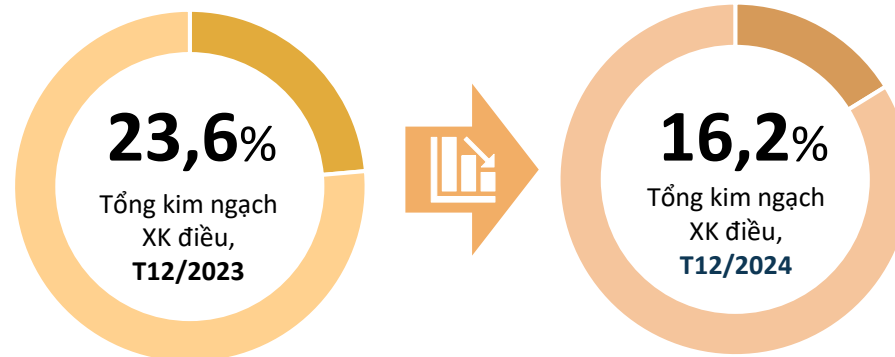 23,6%
Tổng kim ngạch
XK điều,
T12/2023
16,2%
Tổng kim ngạch
XK điều,
T12/2024